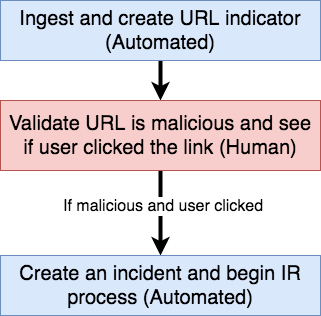 Ingest and create URL indicator
(Automated)
Validate URL is malicious and see
if user clicked the link (Human)
If malicious and user clicked
Create an incident and begin IR
process (Automated)